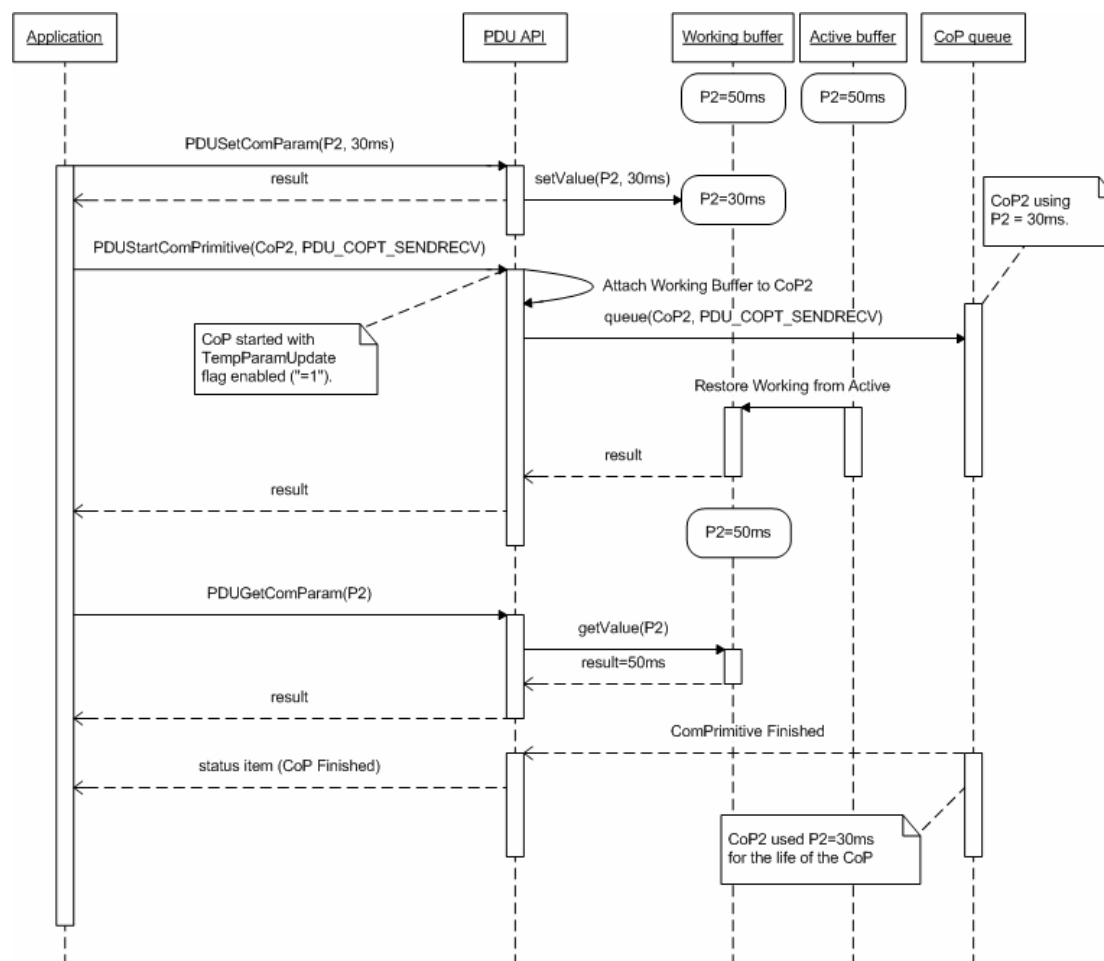 Application
PDU API
Working buffer
Active buffer
CoP queue
P2=50ms
P2=50ms
PDUSetComParam(P2, 30ms)
result
setValue(P2, 30ms)
P2=30ms
CoP2 using
P2 = 30ms.
PDUStartComPrimitive(CoP2, PDU_COPT_SENDRECV)
Attach Working Buffer to CoP2
queue(CoP2, PDU_COPT_SENDRECV)
CoP started with
TempParamUpdate
flag enabled ("=1").
Restore Working from Active
result
result
P2=50ms
PDUGetComParam(P2)
getValue(P2)
result=50ms
result
ComPrimitive Finished
status item (CoP Finished)
CoP2 used P2=30ms
for the life of the CoP